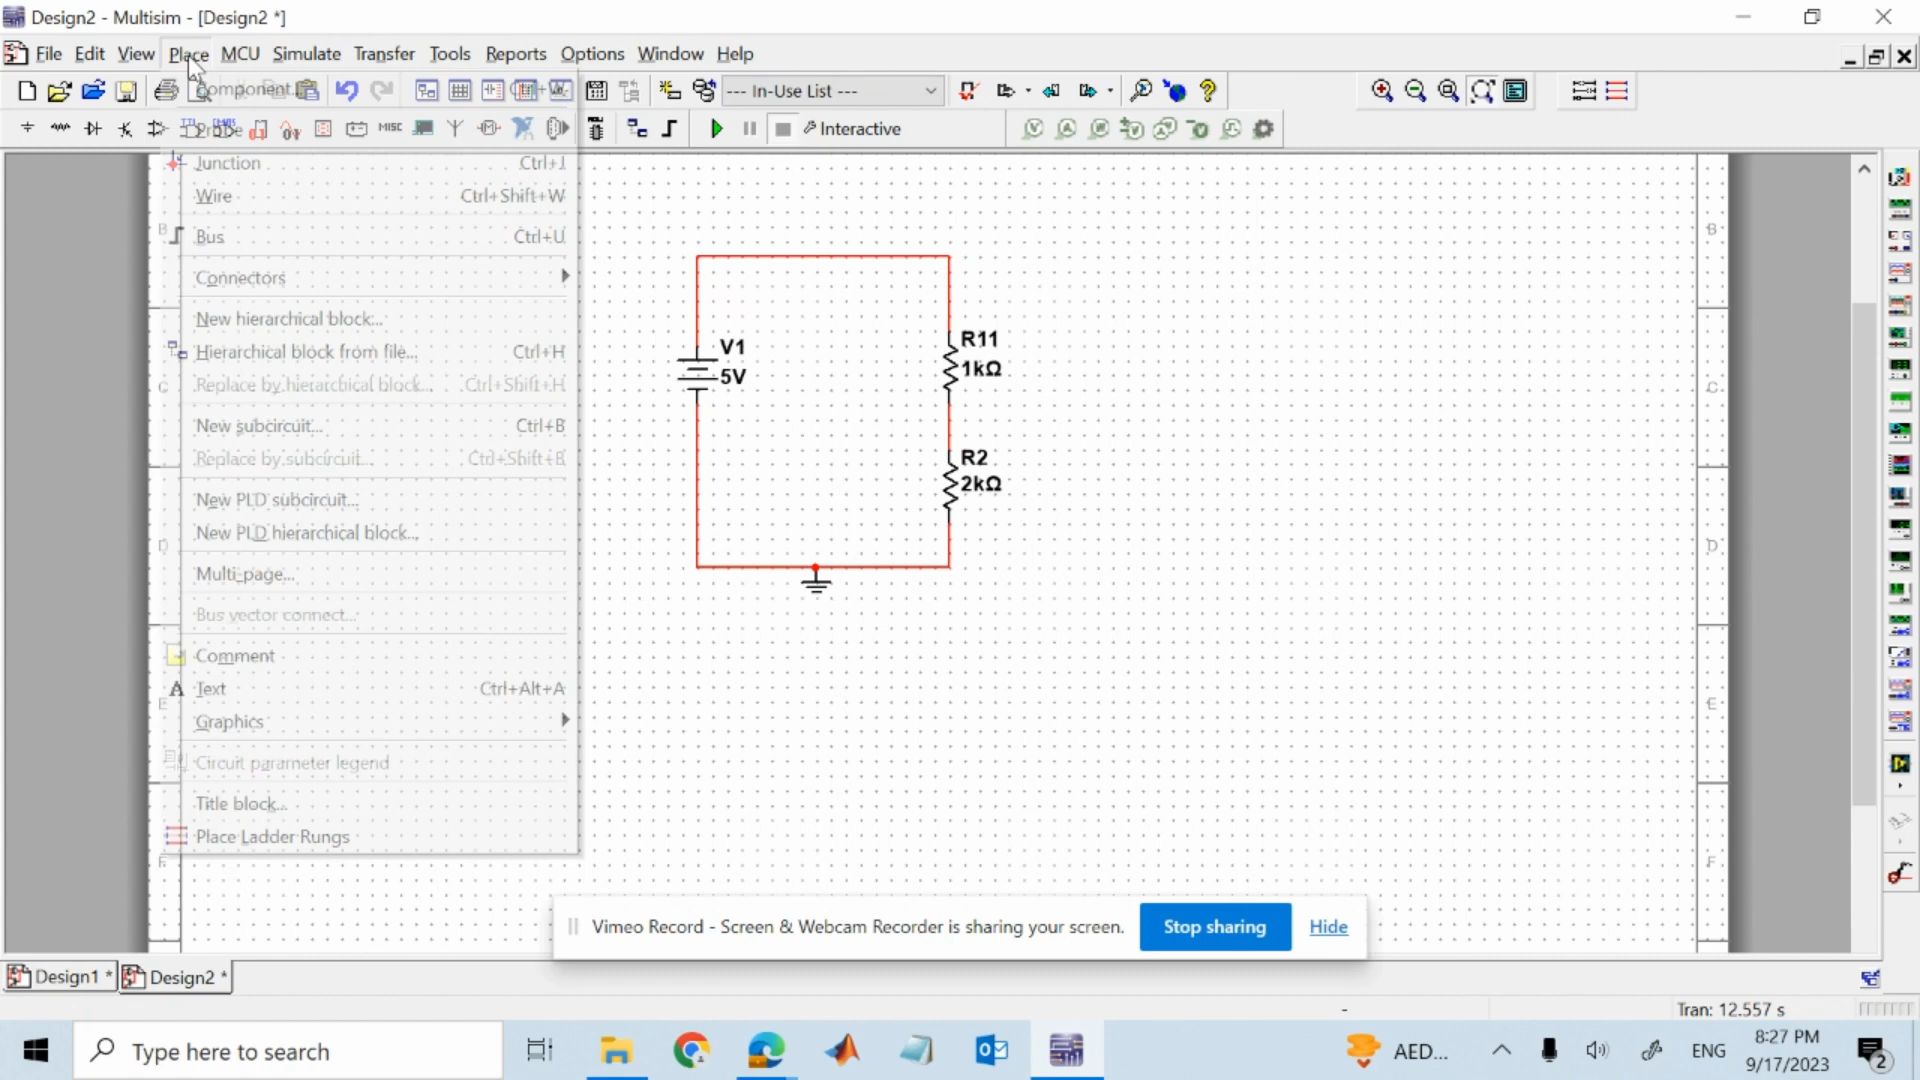 Design2 - Multisim - [Design2 *]
File Edit View Place MCU Simulate Transfer Tools Reports Options Window Help
Component... Ctrl+W
--- In-Use List ---
Probe
MISC
Interactive
Junction Ctrl+J
Wire Ctrl+Shift+W
Bus Ctrl+U
Connectors
New hierarchical block...
Hierarchical block from file... Ctrl+H
Replace by hierarchical block... Ctrl+Shift+H
New subcircuit... Ctrl+B
Replace by subcircuit... Ctrl+Shift+B
New PLD subcircuit...
New PLD hierarchical block...
Multi-page...
Bus vector connect...
Comment
Text Ctrl+Alt+A
Graphics
Circuit parameter legend
Title block...
Place Ladder Rungs
B
C
D
E
F
V1
5V
R11
1kΩ
R2
2kΩ
B
C
D
E
F
Vimeo Record - Screen & Webcam Recorder is sharing your screen. Stop sharing Hide
Design1 * Design2 *
- Tran: 12.557 s
Type here to search
AED...
ENG
8:27 PM
9/17/2023
2